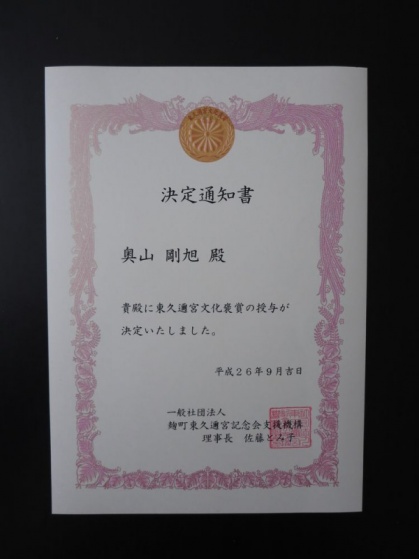 決定通知書
奥山 剛旭 殿
貴殿に東久邇宮文化褒賞の授与が
決定いたしました。
平成26年9月吉日
一般社団法人
麹町東久邇宮記念会支援機構
理事長 佐藤とみ子